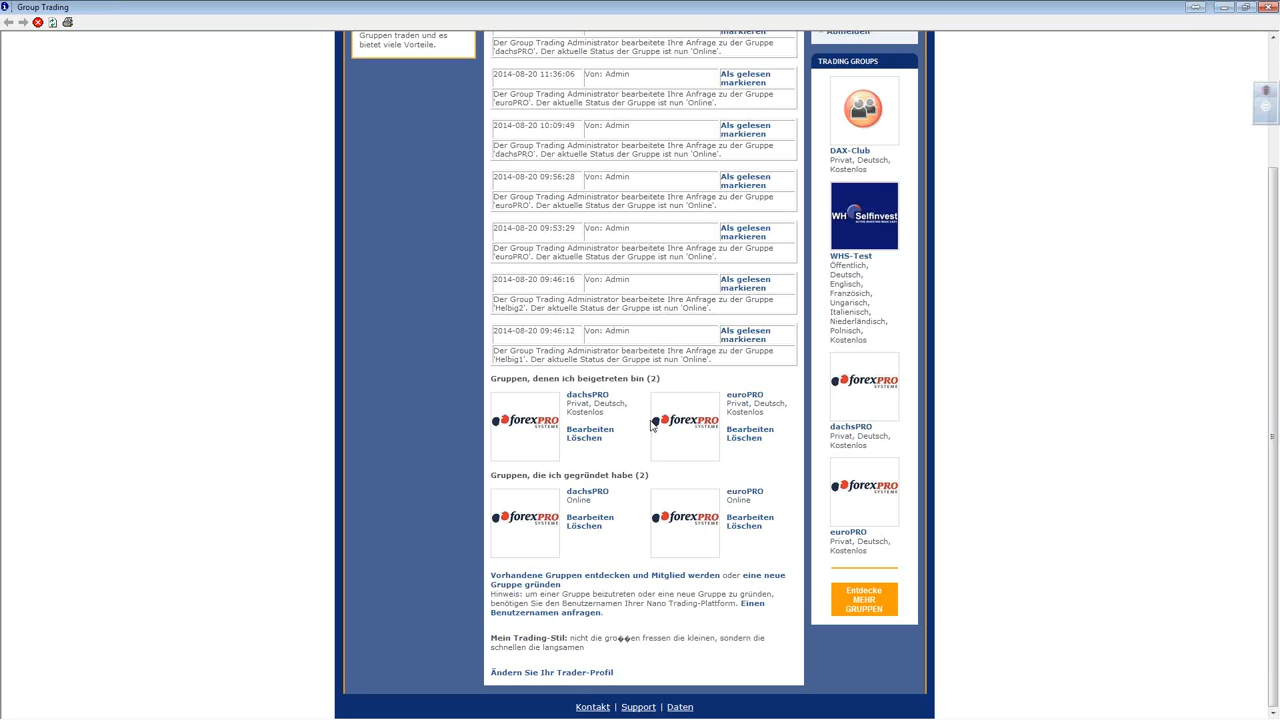 Group Trading
Gruppen traden und es
bietet viele Vorteile.
Der Group Trading Administrator bearbeitete Ihre Anfrage zu der Gruppe
'dachsPRO'. Der aktuelle Status der Gruppe ist nun 'Online'.
2014-08-20 11:36:06 Von: Admin Als gelesen
markieren
Der Group Trading Administrator bearbeitete Ihre Anfrage zu der Gruppe
'euroPRO'. Der aktuelle Status der Gruppe ist nun 'Online'.
2014-08-20 10:09:49 Von: Admin Als gelesen
markieren
Der Group Trading Administrator bearbeitete Ihre Anfrage zu der Gruppe
'dachsPRO'. Der aktuelle Status der Gruppe ist nun 'Online'.
2014-08-20 09:56:28 Von: Admin Als gelesen
markieren
Der Group Trading Administrator bearbeitete Ihre Anfrage zu der Gruppe
'euroPRO'. Der aktuelle Status der Gruppe ist nun 'Online'.
2014-08-20 09:53:29 Von: Admin Als gelesen
markieren
Der Group Trading Administrator bearbeitete Ihre Anfrage zu der Gruppe
'euroPRO'. Der aktuelle Status der Gruppe ist nun 'Online'.
2014-08-20 09:46:16 Von: Admin Als gelesen
markieren
Der Group Trading Administrator bearbeitete Ihre Anfrage zu der Gruppe
'Helbig2'. Der aktuelle Status der Gruppe ist nun 'Online'.
2014-08-20 09:46:12 Von: Admin Als gelesen
markieren
Der Group Trading Administrator bearbeitete Ihre Anfrage zu der Gruppe
'Helbig1'. Der aktuelle Status der Gruppe ist nun 'Online'.
Gruppen, denen ich beigetreten bin (2)
forexPRO
SYSTEME
dachsPRO
Privat, Deutsch,
Kostenlos
Bearbeiten
Löschen
forexPRO
SYSTEME
euroPRO
Privat, Deutsch,
Kostenlos
Bearbeiten
Löschen
Gruppen, die ich gegründet habe (2)
forexPRO
SYSTEME
dachsPRO
Online
Bearbeiten
Löschen
forexPRO
SYSTEME
euroPRO
Online
Bearbeiten
Löschen
Vorhandene Gruppen entdecken und Mitglied werden oder eine neue
Gruppe gründen
Hinweis: um einer Gruppe beizutreten oder eine neue Gruppe zu gründen,
benötigen Sie den Benutzernamen Ihrer Nano Trading-Plattform. Einen
Benutzernamen anfragen.
Mein Trading-Stil: nicht die gro��en fressen die kleinen, sondern die
schnellen die langsamen
Ändern Sie Ihr Trader-Profil
Abmelden
TRADING GROUPS
DAX-Club
Privat, Deutsch,
Kostenlos
WH Selfinvest
WHS-Test
Öffentlich,
Deutsch,
Englisch,
Französich,
Ungarisch,
Italienisch,
Niederländisch,
Polnisch,
Kostenlos
forexPRO
SYSTEME
dachsPRO
Privat, Deutsch,
Kostenlos
forexPRO
SYSTEME
euroPRO
Privat, Deutsch,
Kostenlos
Entdecke
MEHR
GRUPPEN
Kontakt | Support | Daten